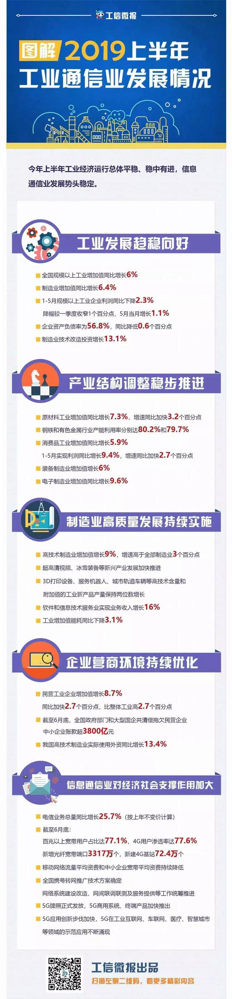 工信微报
图解 2019上半年
工业通信业发展情况
今年上半年工业经济运行总体平稳、稳中有进，信息
通信业发展势头稳定。
工业发展趋稳向好
全国规模以上工业增加值同比增长6%
制造业增加值同比增长6.4%
1-5月规模以上工业企业利润同比下降2.3%
降幅较一季度收窄1个百分点，5月当月增长1.1%
企业资产负债率为56.8%，同比降低0.6个百分点
制造业技术改造投资增长13.1%
产业结构调整稳步推进
原材料工业增加值同比增长7.3%，增速同比加快3.2个百分点
钢铁和有色金属行业产能利用率分别达80.2%和79.7%
消费品工业增加值同比增长5.9%
1-5月实现利润同比增长9.4%，增速同比加快2.7个百分点
装备制造业增加值增长6%
电子制造业增加值同比增长9.6%
制造业高质量发展持续实施
高技术制造业增加值增长9%，增速高于全部制造业3个百分点
超高清视频、冰雪装备等新兴产业发展加快推进
3D打印设备、服务机器人、城市轨道车辆等高技术含量和
附加值的工业新产品产量保持两位数增长
软件和信息技术服务业实现业务收入增长16%
工业增加值能耗同比下降3.1%
企业营商环境持续优化
民营工业企业增加值增长8.7%
同比加快2.7个百分点，比整体工业高2.7个百分点
截至6月底，全国政府部门和大型国企共清偿拖欠民营企业
中小企业账款超3800亿元
我国高技术制造业实际使用外资同比增长13.4%
信息通信业对经济社会支撑作用加大
电信业务总量同比增长25.7%（按上年不变价计算）
截至6月底：
百兆以上宽带用户占比达77.1%，4G用户渗透率达77.6%
新增光纤宽带端口3317万个，新建4G基站72.4万个
移动网络流量平均资费和中小企业宽带平均资费持续降低
全国携号转网推广技术方案确定
网络系统建设改造、网间联调联测及服务提供等工作统筹推进
5G牌照正式发放，5G商用系统、终端产品加快推出
5G应用创新步伐加快，5G在工业互联网、车联网、医疗、智慧城市
等领域的示范应用不断涌现
工信微报出品
扫描左侧二维码，看更多精彩内容